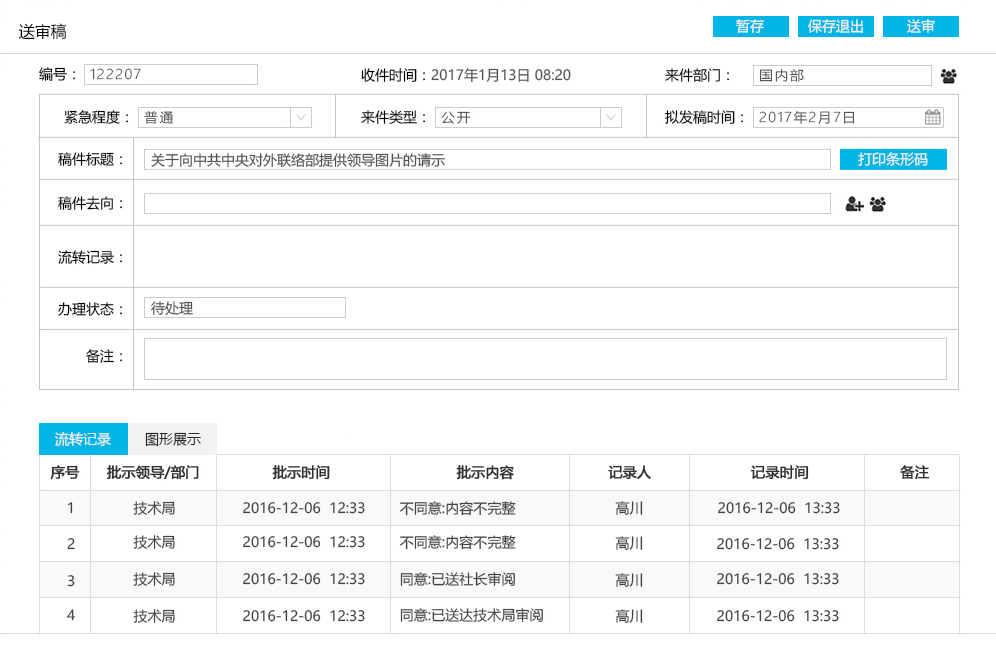 送审稿 暂存 保存退出 送审
编号： 122207 收件时间：2017年1月13日 08:20 来件部门： 国内部
紧急程度： 普通 来件类型： 公开 拟发稿时间： 2017年2月7日
稿件标题： 关于向中共中央对外联络部提供领导图片的请示 打印条形码
稿件去向：
流转记录：
办理状态： 待处理
备注：
流转记录 图形展示
序号 批示领导/部门 批示时间 批示内容 记录人 记录时间 备注
1 技术局 2016-12-06 12:33 不同意:内容不完整 高川 2016-12-06 13:33
2 技术局 2016-12-06 12:33 不同意:内容不完整 高川 2016-12-06 13:33
3 技术局 2016-12-06 12:33 同意:已送社长审阅 高川 2016-12-06 13:33
4 技术局 2016-12-06 12:33 同意:已送达技术局审阅 高川 2016-12-06 13:33